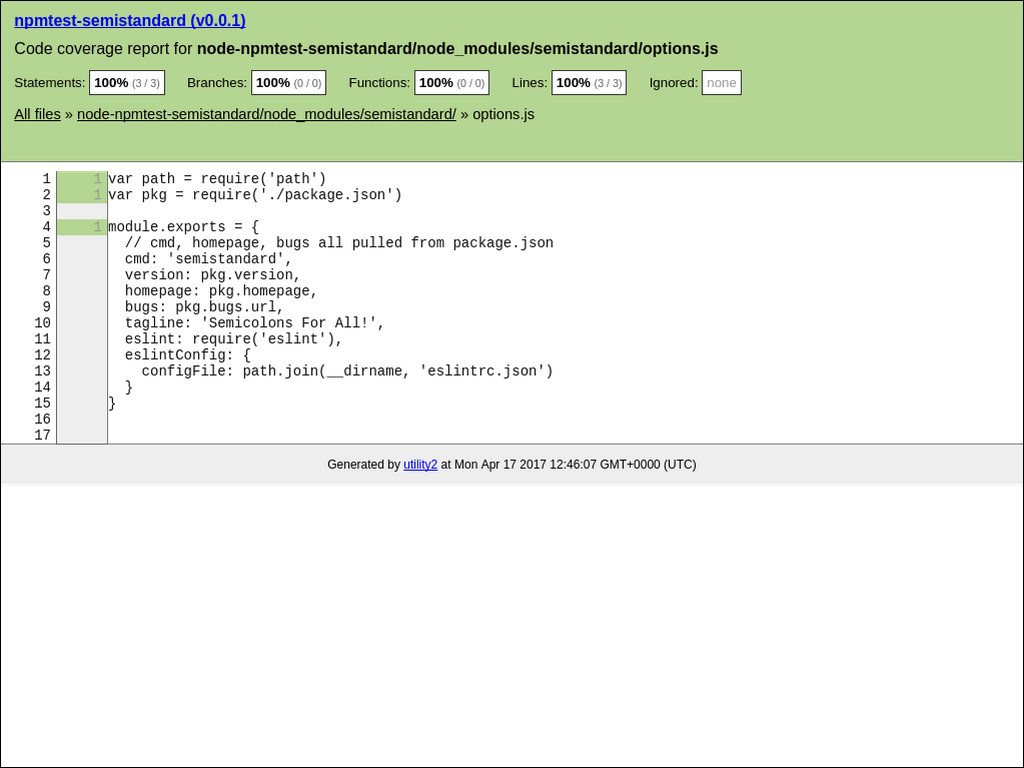 npmtest-semistandard (v0.0.1)
Code coverage report for node-npmtest-semistandard/node_modules/semistandard/options.js
Statements: 100% (3 / 3) Branches: 100% (0 / 0) Functions: 100% (0 / 0) Lines: 100% (3 / 3) Ignored: none
All files » node-npmtest-semistandard/node_modules/semistandard/ » options.js
1 1 var path = require('path')
2 1 var pkg = require('./package.json')
3
4 1 module.exports = {
5   // cmd, homepage, bugs all pulled from package.json
6   cmd: 'semistandard',
7   version: pkg.version,
8   homepage: pkg.homepage,
9   bugs: pkg.bugs.url,
10   tagline: 'Semicolons For All!',
11   eslint: require('eslint'),
12   eslintConfig: {
13     configFile: path.join(__dirname, 'eslintrc.json')
14   }
15 }
16
17
Generated by utility2 at Mon Apr 17 2017 12:46:07 GMT+0000 (UTC)